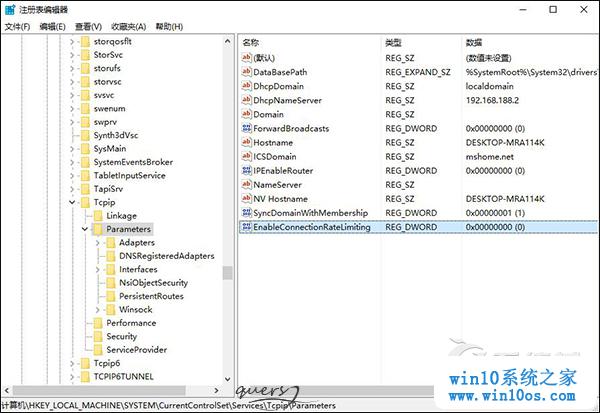 注册表编辑器
文件(F) 编辑(E) 查看(V) 收藏夹(A) 帮助(H)
storqosflt
StorSvc
storufs
storvsc
svsvc
swenum
swprv
Synth3dVsc
SysMain
SystemEventsBroker
TabletInputService
TapiSrv
Tcpip
Linkage
Parameters
Adapters
DNSRegisteredAdapters
Interfaces
NsiObjectSecurity
PersistentRoutes
Winsock
Performance
Security
ServiceProvider
Tcpip6
TCPIP6TUNNEL
名称 类型 数据
(默认) REG_SZ (数值未设置)
DataBasePath REG_EXPAND_SZ %SystemRoot%\System32\drivers
DhcpDomain REG_SZ localdomain
DhcpNameServer REG_SZ 192.168.188.2
Domain REG_SZ
ForwardBroadcasts REG_DWORD 0x00000000 (0)
Hostname REG_SZ DESKTOP-MRA114K
ICSDomain REG_SZ mshome.net
IPEnableRouter REG_DWORD 0x00000000 (0)
NameServer REG_SZ
NV Hostname REG_SZ DESKTOP-MRA114K
SyncDomainWithMembership REG_DWORD 0x00000001 (1)
EnableConnectionRateLimiting REG_DWORD 0x00000000 (0)
计算机\HKEY_LOCAL_MACHINE\SYSTEM\CurrentControlSet\Services\Tcpip\Parameters
win10系统之家
www.qdhuajin.com